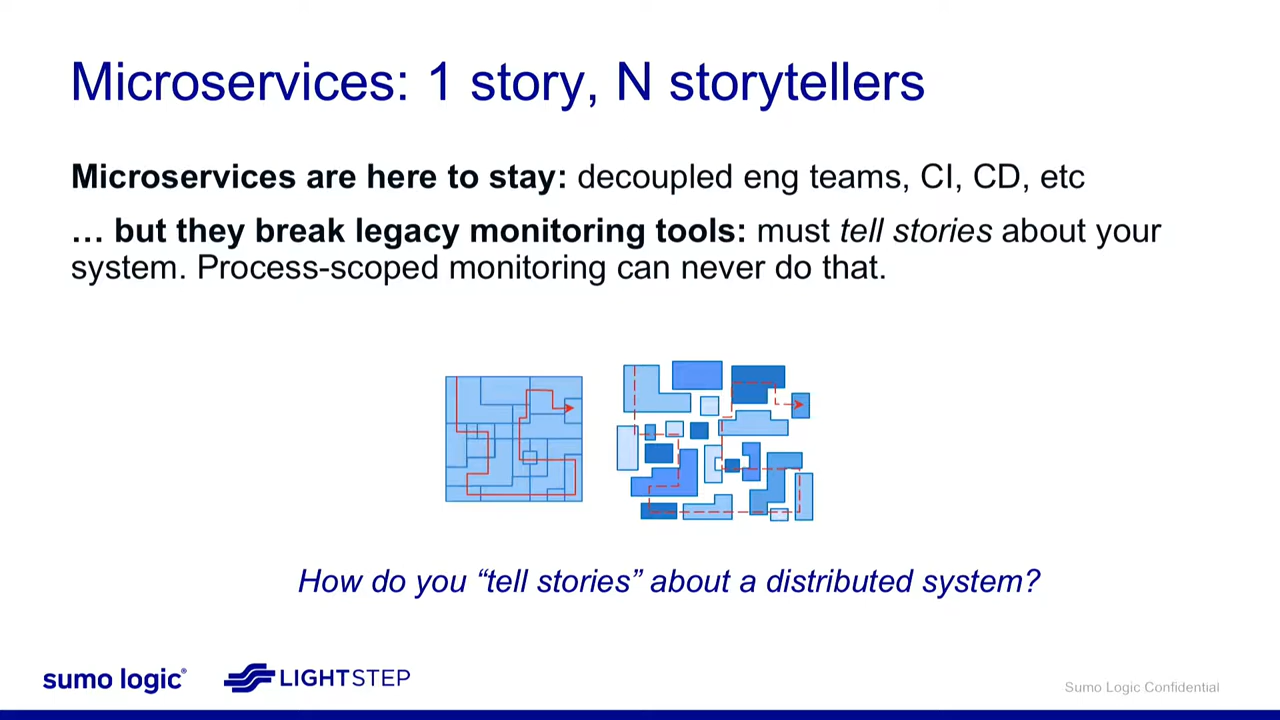 Microservices: 1 story, N storytellers
Microservices are here to stay: decoupled eng teams, CI, CD, etc
… but they break legacy monitoring tools: must tell stories about your
system. Process-scoped monitoring can never do that.
How do you “tell stories” about a distributed system?
sumo logic®
LIGHTSTEP
Sumo Logic Confidential